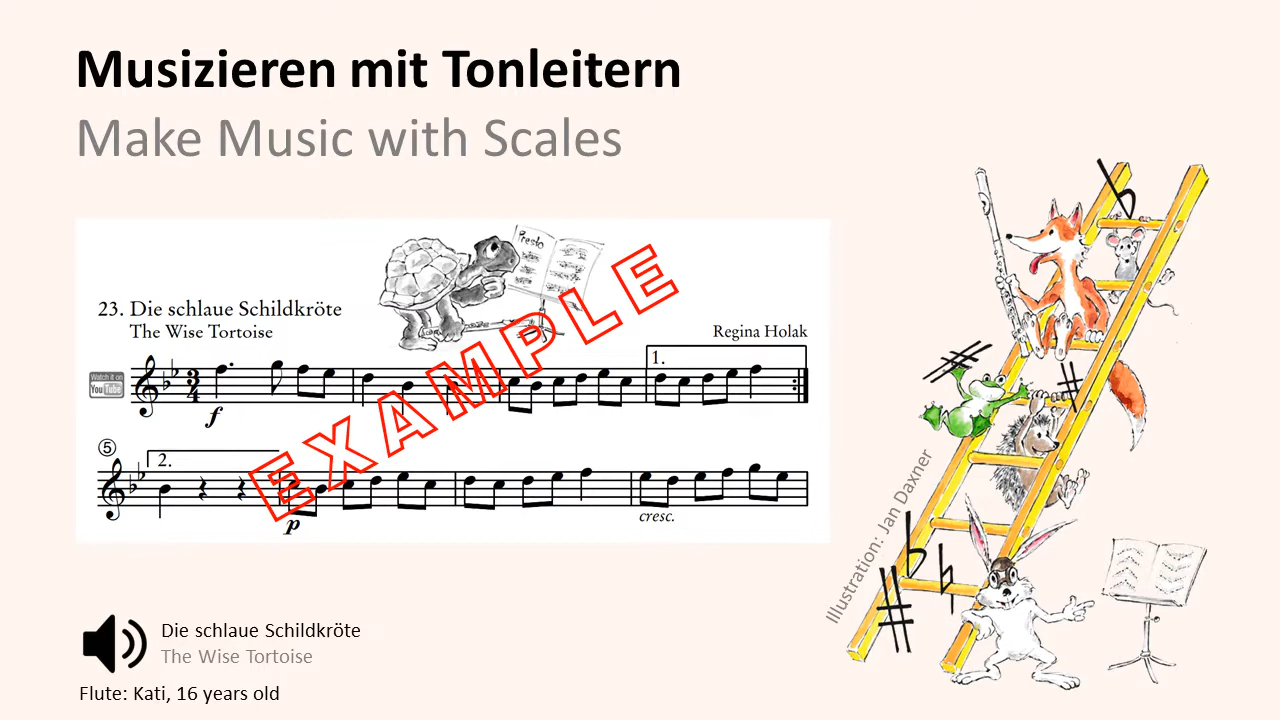 Musizieren mit Tonleitern
Make Music with Scales
Presto
23. Die schlaue Schildkröte
The Wise Tortoise
Regina Holak
EXAMPLE
Watch it on
YouTube
1.
3
4
f
5
2.
p
cresc.
Illustration: Jan Daxner
Die schlaue Schildkröte
The Wise Tortoise
Flute: Kati, 16 years old